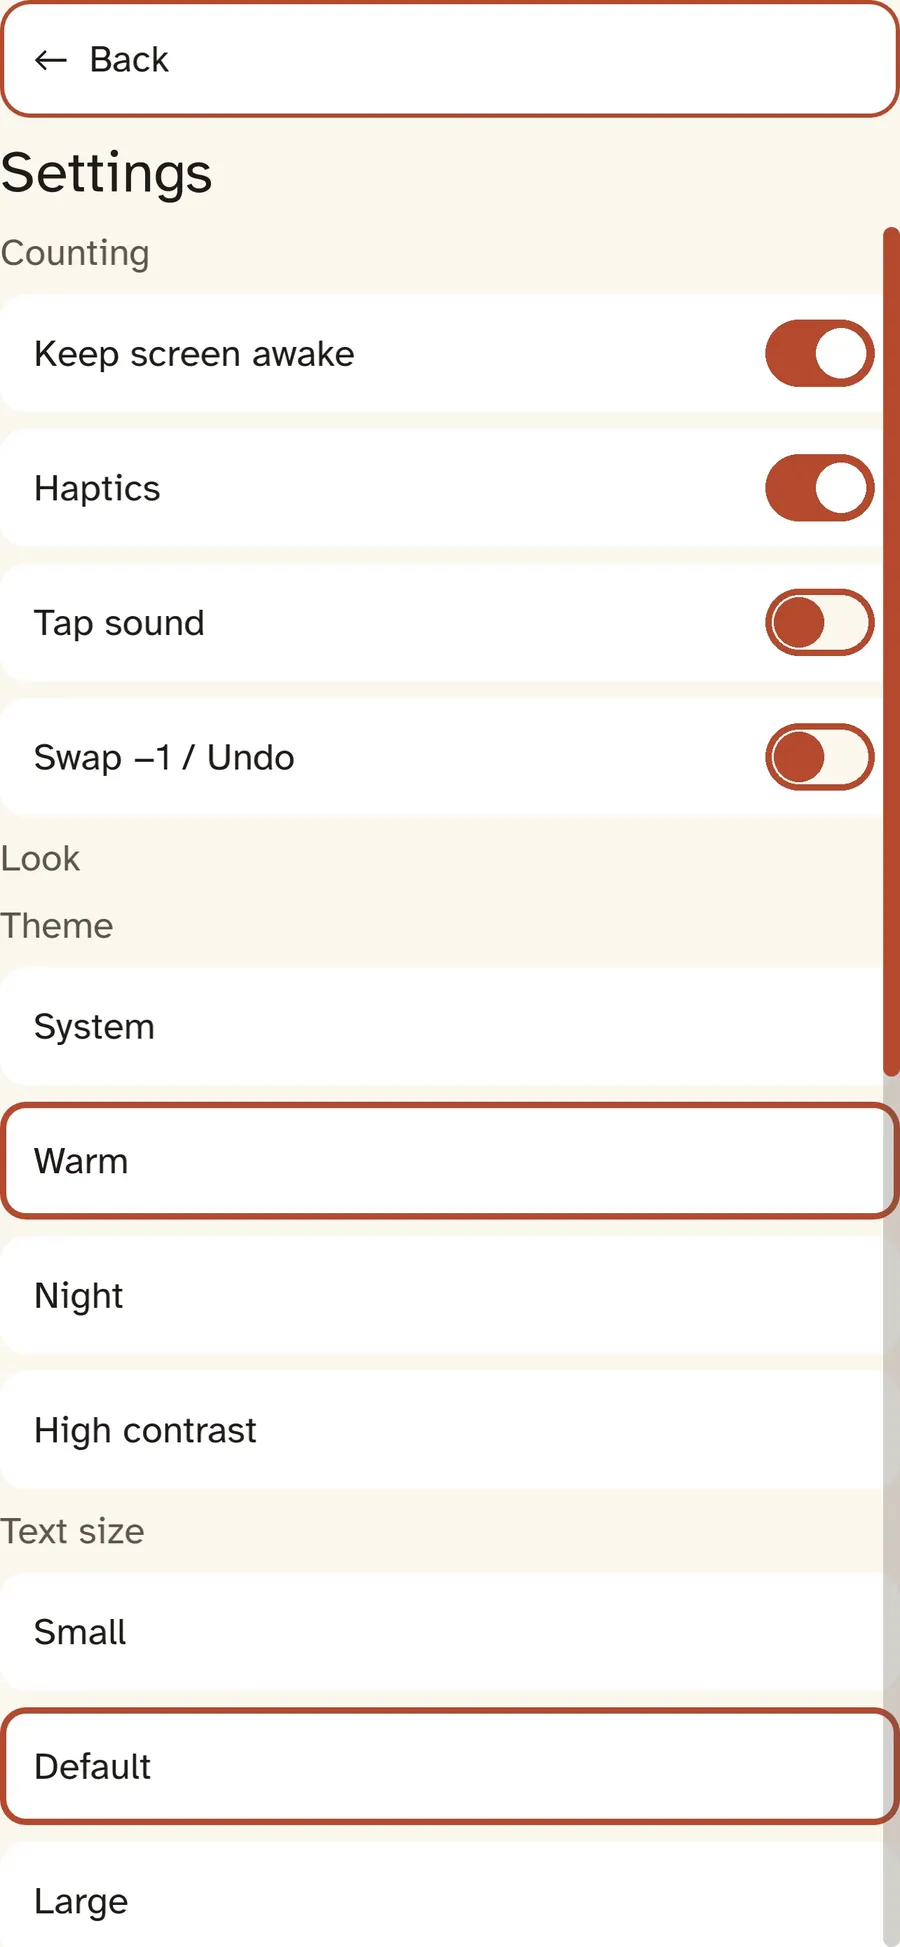 ← Back
Settings
Counting
Keep screen awake
Haptics
Tap sound
Swap −1 / Undo
Look
Theme
System
Warm
Night
High contrast
Text size
Small
Default
Large